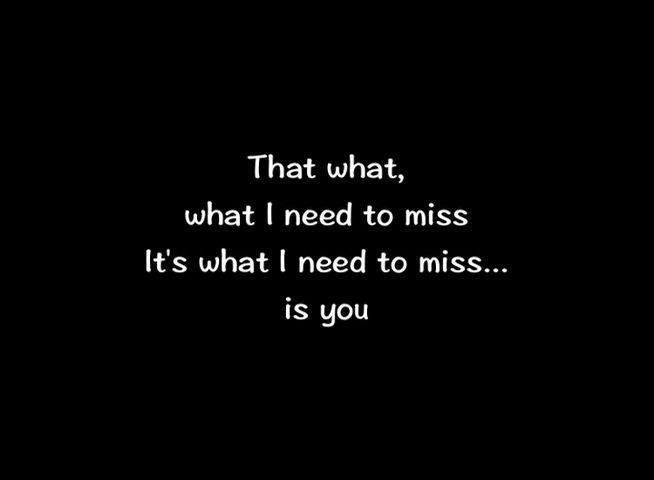 That what,
what I need to miss
It's what I need to miss...
is you